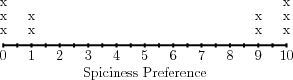 x x
x x x x
x x x x
0 1 2 3 4 5 6 7 8 9 10
Spiciness Preference